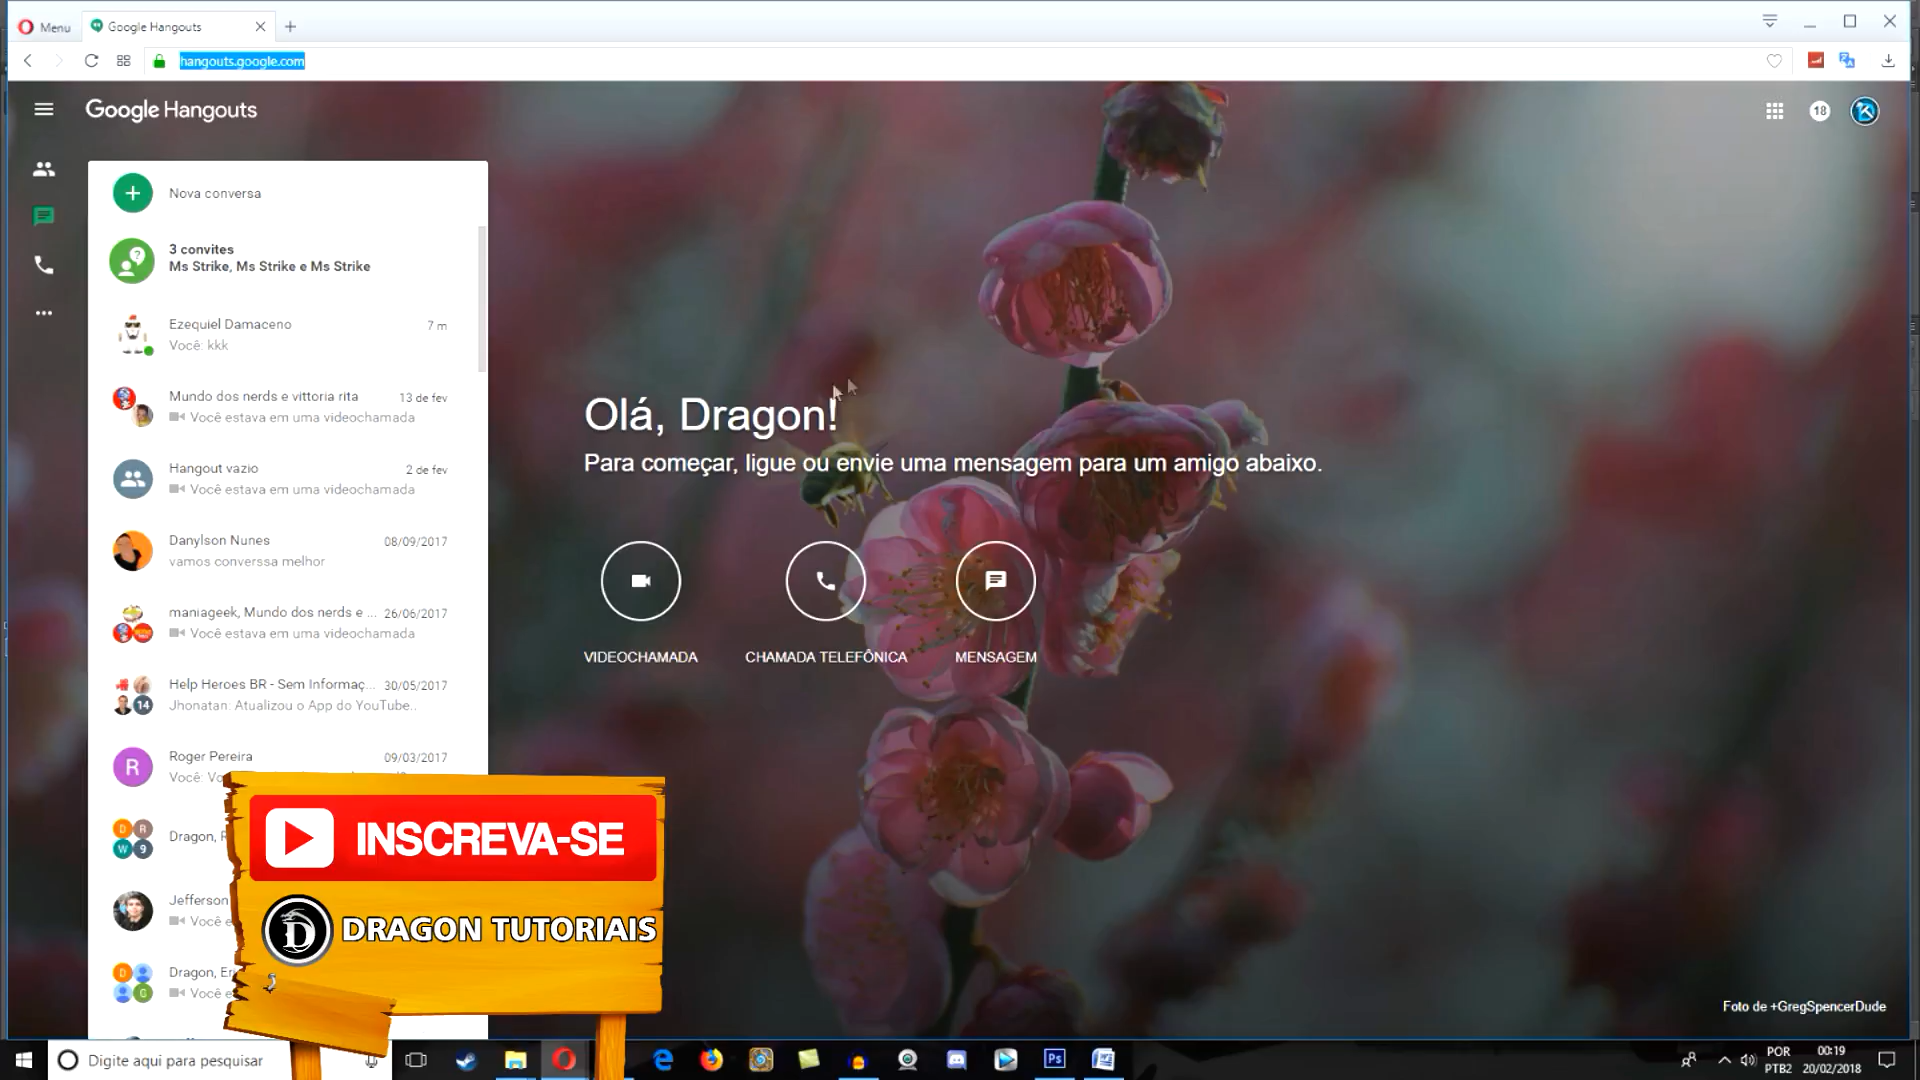 Menu
Google Hangouts
hangouts.google.com
Google Hangouts
18
Nova conversa
3 convites
Ms Strike, Ms Strike e Ms Strike
Ezequiel Damaceno
7 m
Você: kkk
Mundo dos nerds e vittoria rita
13 de fev
Você estava em uma videochamada
Hangout vazio
2 de fev
Você estava em uma videochamada
Danylson Nunes
08/09/2017
vamos converssa melhor
maniageek, Mundo dos nerds e ...
26/06/2017
Você estava em uma videochamada
Help Heroes BR - Sem Informaç...
30/05/2017
14
Jhonatan: Atualizou o App do YouTube..
R
Roger Pereira
09/03/2017
Você:
D R
W 9
Dragon,
Jefferson
Você
D
G
Dragon,
Você
Olá, Dragon!
Para começar, ligue ou envie uma mensagem para um amigo abaixo.
VIDEOCHAMADA
CHAMADA TELEFÔNICA
MENSAGEM
INSCREVA-SE
D
DRAGON TUTORIAIS
Foto de +GregSpencerDude
Digite aqui para pesquisar
Ps
POR
PTB2
00:19
20/02/2018